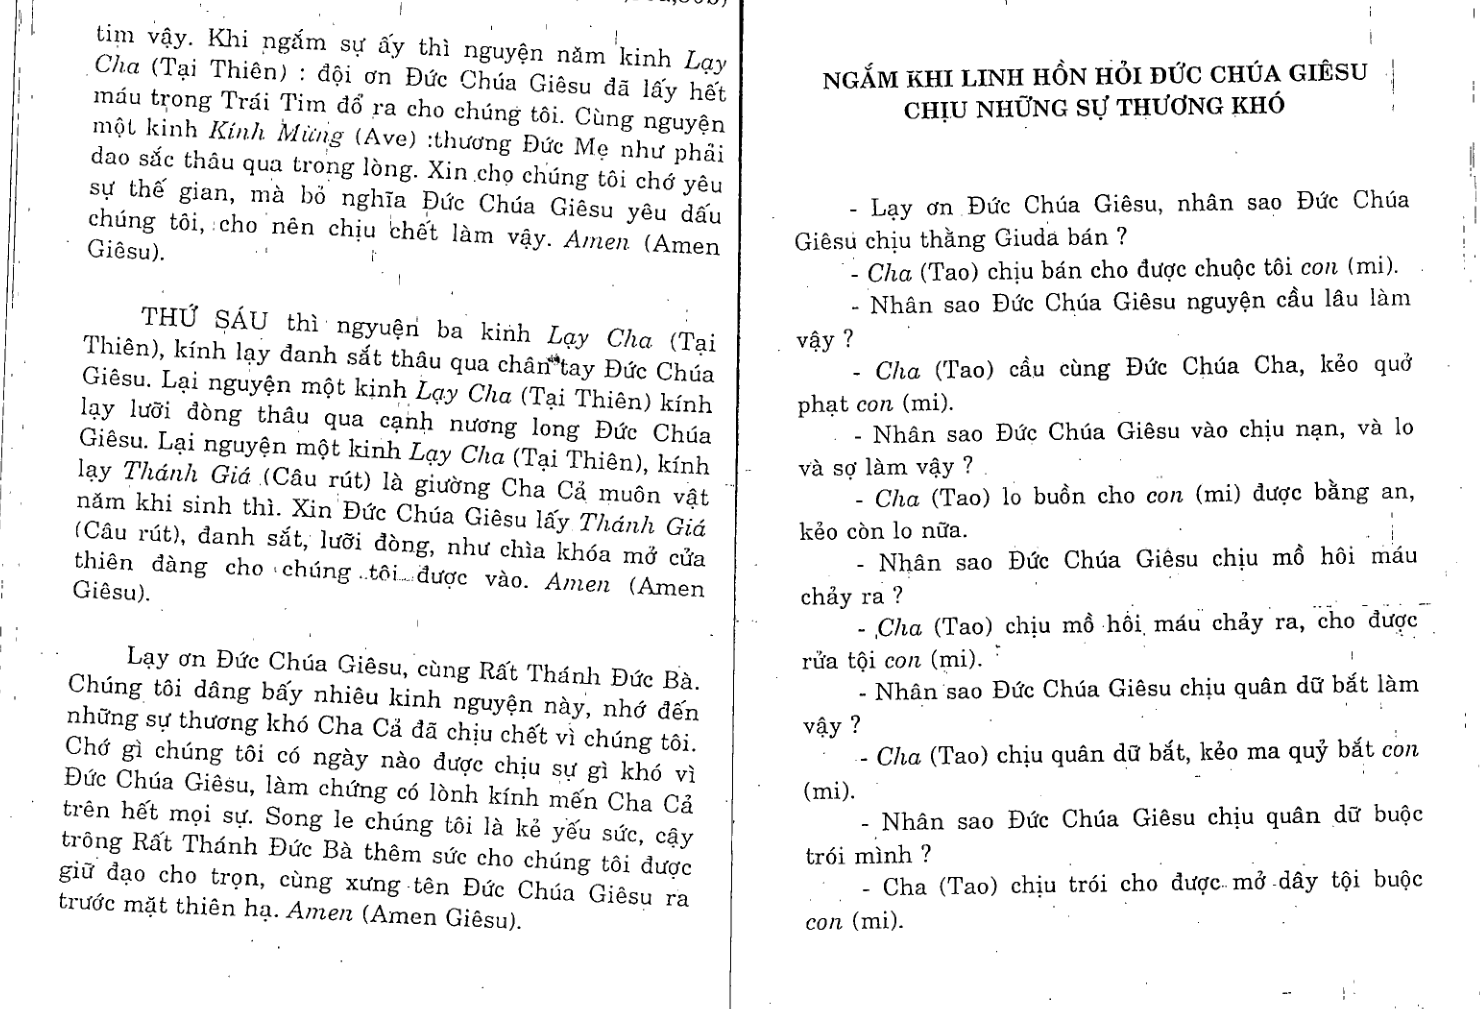 tim vậy. Khi ngắm sự ấy thì nguyện năm kinh Lạy
Cha (Tại Thiên) : đội ơn Đức Chúa Giêsu đã lấy hết
máu trong Trái Tim đổ ra cho chúng tôi. Cùng nguyện
một kinh Kính Mừng (Ave) :thương Đức Mẹ như phải
dao sắc thâu qua trong lòng. Xin cho chúng tôi chớ yêu
sự thế gian, mà bỏ nghĩa Đức Chúa Giêsu yêu dấu
chúng tôi, cho nên chịu chết làm vậy. Amen (Amen
Giêsu).
THỨ SÁU thì ngyuện ba kinh Lạy Cha (Tại
Thiên), kính lạy đanh sắt thâu qua chân tay Đức Chúa
Giêsu. Lại nguyện một kinh Lạy Cha (Tại Thiên) kính
lạy lưỡi đòng thâu qua cạnh nương long Đức Chúa
Giêsu. Lại nguyện một kinh Lạy Cha (Tại Thiên), kính
lạy Thánh Giá (Câu rút) là giường Cha Cả muôn vật
năm khi sinh thì. Xin Đức Chúa Giêsu lấy Thánh Giá
(Câu rút), đanh sắt, lưỡi đòng, như chìa khóa mở cửa
thiên đàng cho chúng tôi được vào. Amen (Amen
Giêsu).
Lạy ơn Đức Chúa Giêsu, cùng Rất Thánh Đức Bà.
Chúng tôi dâng bấy nhiêu kinh nguyện này, nhớ đến
những sự thương khó Cha Cả đã chịu chết vì chúng tôi.
Chớ gì chúng tôi có ngày nào được chịu sự gì khó vì
Đức Chúa Giêsu, làm chứng có lònh kính mến Cha Cả
trên hết mọi sự. Song le chúng tôi là kẻ yếu sức, cậy
trông Rất Thánh Đức Bà thêm sức cho chúng tôi được
giữ đạo cho trọn, cùng xưng tên Đức Chúa Giêsu ra
trước mặt thiên hạ. Amen (Amen Giêsu).
NGẮM KHI LINH HỒN HỎI ĐỨC CHÚA GIÊSU
CHỊU NHỮNG SỰ THƯƠNG KHÓ
- Lạy ơn Đức Chúa Giêsu, nhân sao Đức Chúa
Giêsu chịu thằng Giuda bán ?
- Cha (Tao) chịu bán cho được chuộc tôi con (mi).
- Nhân sao Đức Chúa Giêsu nguyện cầu lâu làm
vậy ?
- Cha (Tao) cầu cùng Đức Chúa Cha, kẻo quở
phạt con (mi).
- Nhân sao Đức Chúa Giêsu vào chịu nạn, và lo
và sợ làm vậy ?
- Cha (Tao) lo buồn cho con (mi) được bằng an,
kẻo còn lo nữa.
- Nhân sao Đức Chúa Giêsu chịu mồ hôi máu
chảy ra ?
- Cha (Tao) chịu mồ hôi máu chảy ra, cho được
rửa tội con (mi).
- Nhân sao Đức Chúa Giêsu chịu quân dữ bắt làm
vậy ?
- Cha (Tao) chịu quân dữ bắt, kẻo ma quỷ bắt con
(mi).
- Nhân sao Đức Chúa Giêsu chịu quân dữ buộc
trói mình ?
- Cha (Tao) chịu trói cho được mở dây tội buộc
con (mi).